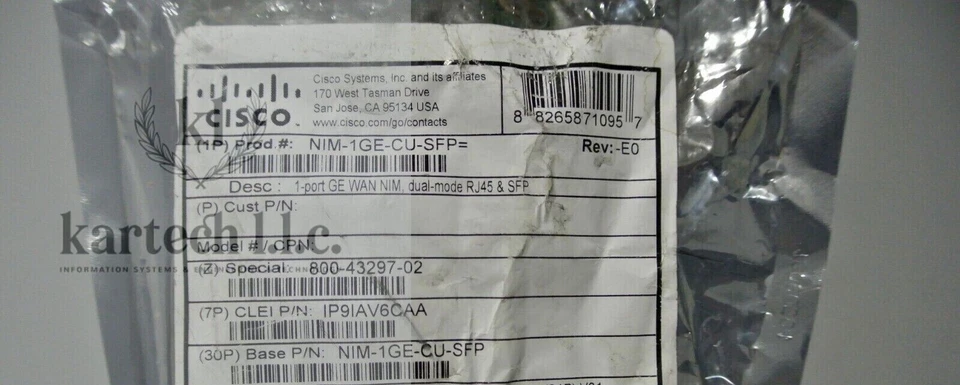 Cisco Systems, Inc. and its affiliates
170 West Tasman Drive
San Jose, CA 95134 USA
www.cisco.com/go/contacts
CISCO.
8 82658 71095 7
kt
(1P) Prod.#: NIM-1GE-CU-SFP= Rev:-E0
Desc : 1-port GE WAN NIM, dual-mode RJ45 & SFP
(P) Cust P/N:
kartech l.l.c.
Model # / CPN:
INFORMATION SYSTEMS &
(Z) Special: 800-43297-02
(7P) CLEI P/N: IP9IAV6CAA
(30P) Base P/N: NIM-1GE-CU-SFP